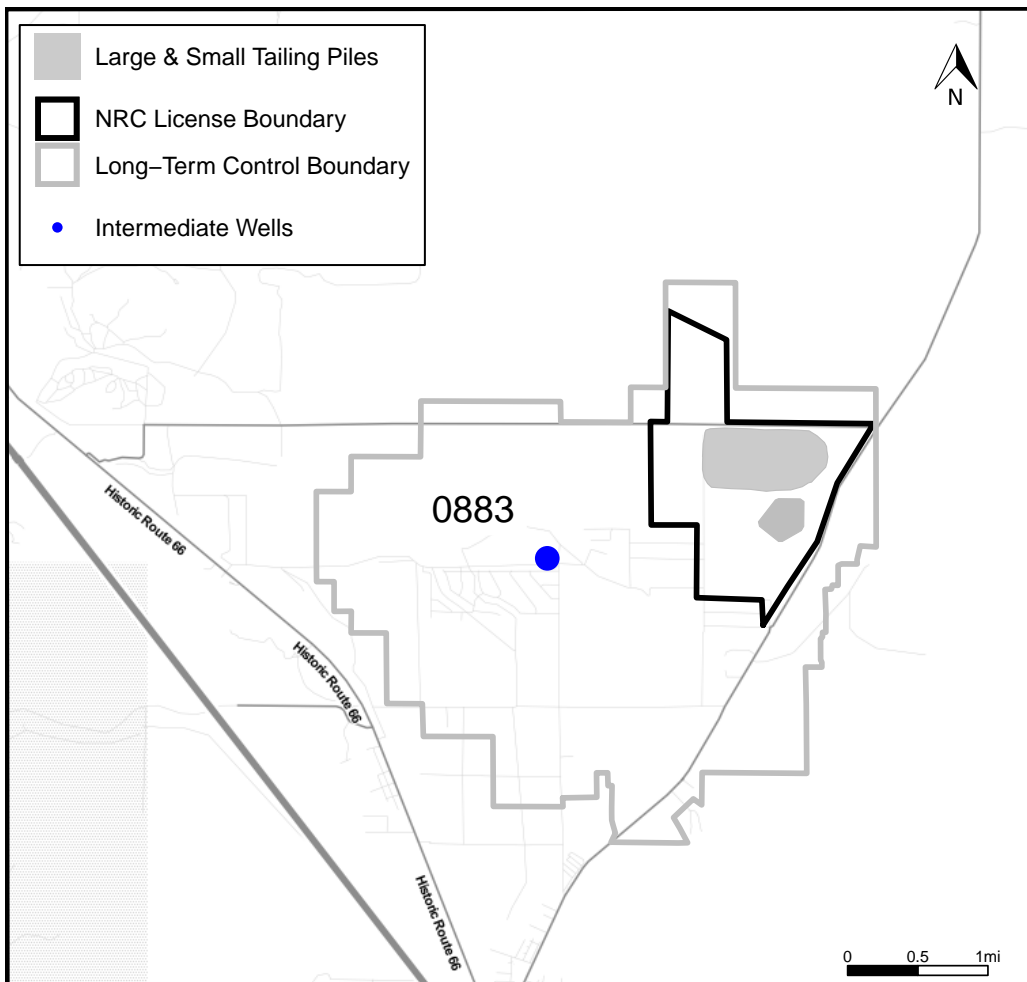 Large & Small Tailing Piles
NRC License Boundary
Long−Term Control Boundary
Intermediate Wells
N
0883
Historic Route 66
Historic Route 66
Historic Route 66
0 0.5 1mi